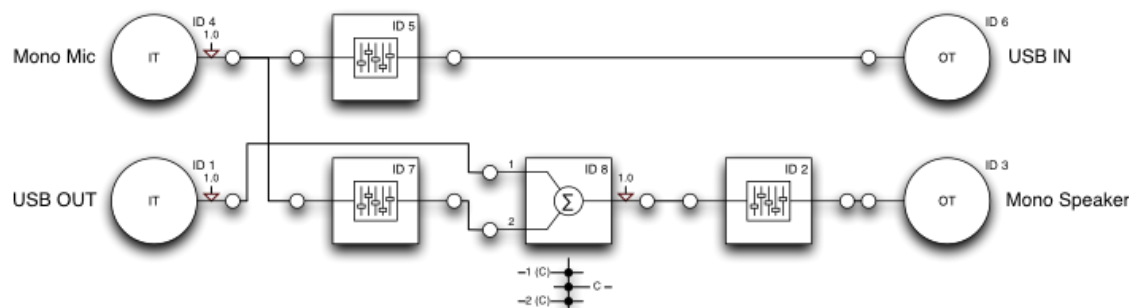 ID 4
1.0
Mono Mic
IT
ID 5
ID 6
OT
USB IN
ID 1
1.0
USB OUT
IT
ID 7
1
2
ID 8
Σ
1.0
ID 2
ID 3
OT
Mono Speaker
–1 (C)
C –
–2 (C)